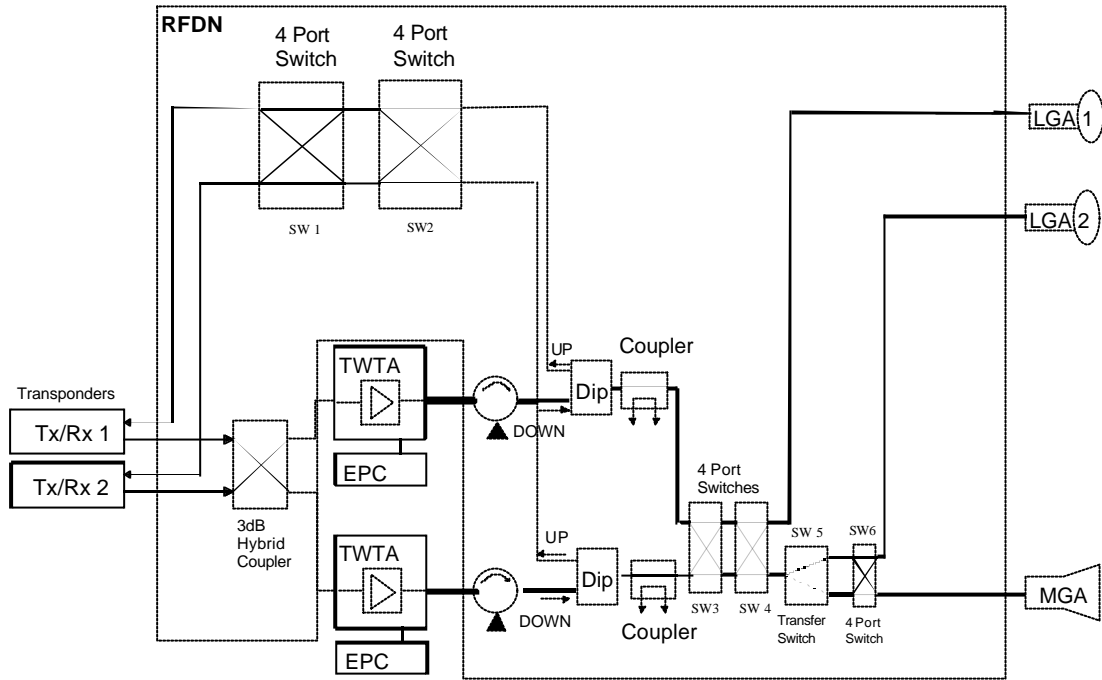 RFDN
4 Port
Switch
4 Port
Switch
SW 1
SW2
LGA 1
LGA 2
UP
Coupler
TWTA
Dip
Transponders
Tx/Rx 1
DOWN
EPC
4 Port
Switches
Tx/Rx 2
3dB
Hybrid
Coupler
UP
SW 5
SW6
TWTA
Dip
MGA
SW3
SW 4
DOWN
Coupler
Transfer
Switch
4 Port
Switch
EPC